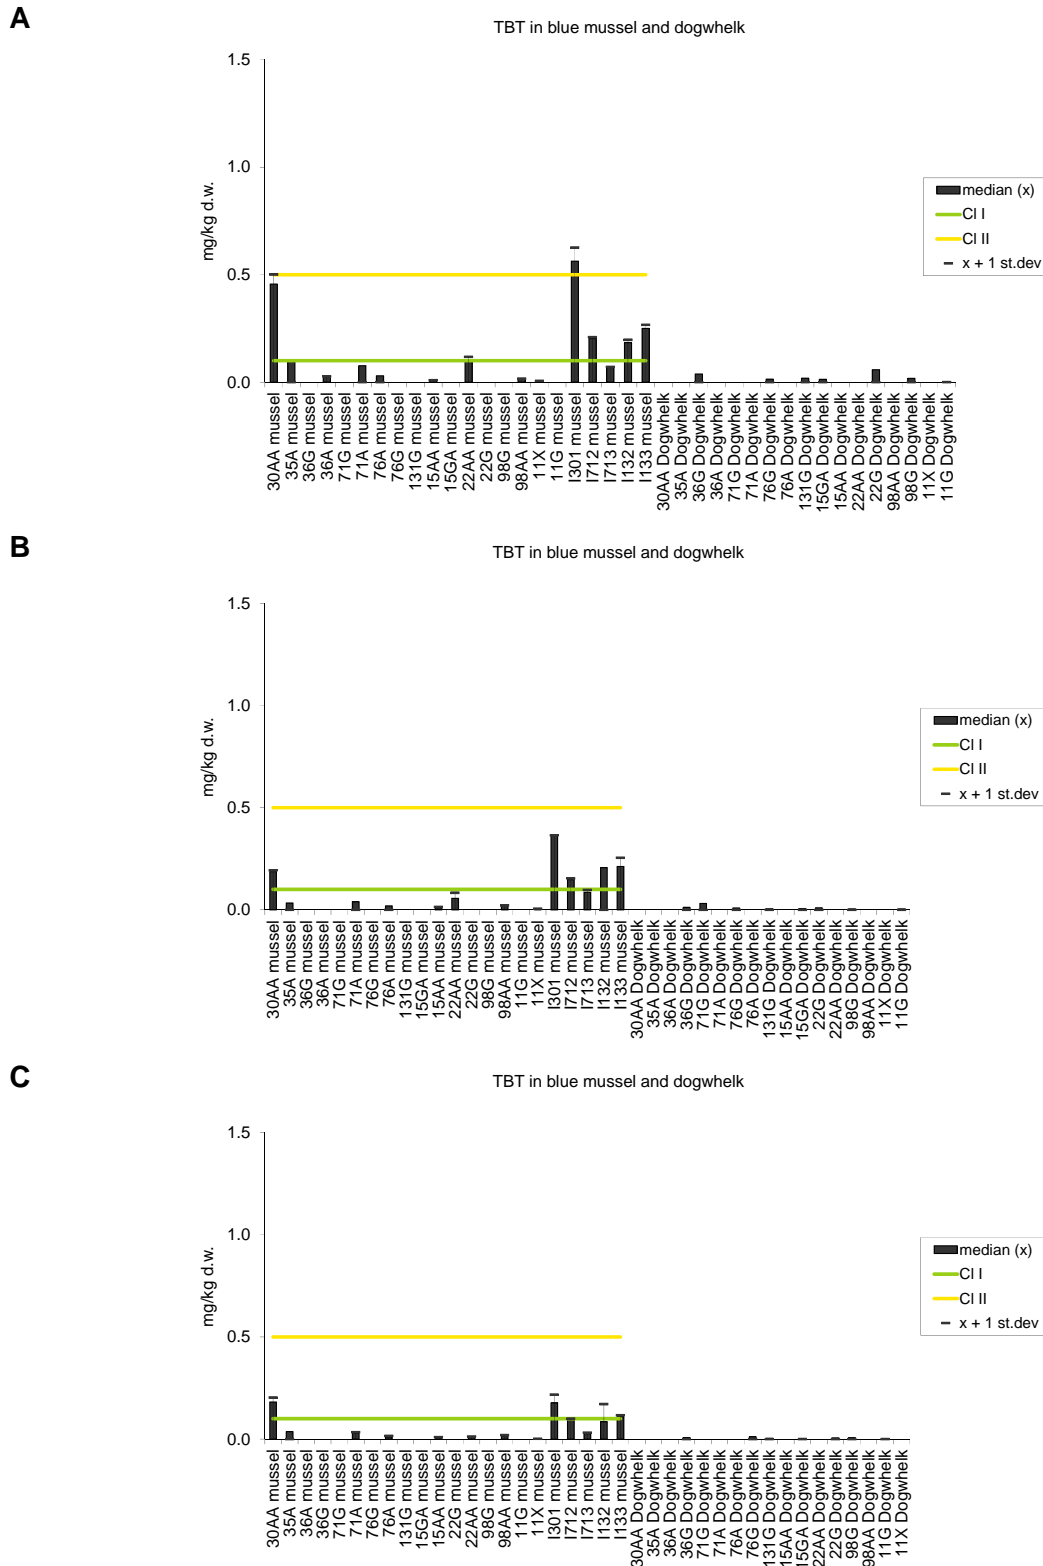 A
TBT in blue mussel and dogwhelk
1.5
1.0
0.5
0.0
mg/kg d.w.
median (x)
Cl I
Cl II
x + 1 st.dev
30AA mussel
35A mussel
36G mussel
36A mussel
71G mussel
71A mussel
76A mussel
76G mussel
131G mussel
15AA mussel
15GA mussel
22AA mussel
22G mussel
98G mussel
98AA mussel
11X mussel
11G mussel
I301 mussel
I712 mussel
I713 mussel
I132 mussel
I133 mussel
30AA Dogwhelk
35A Dogwhelk
36G Dogwhelk
36A Dogwhelk
71G Dogwhelk
71A Dogwhelk
76G Dogwhelk
76A Dogwhelk
131G Dogwhelk
15GA Dogwhelk
15AA Dogwhelk
22AA Dogwhelk
22G Dogwhelk
98AA Dogwhelk
98G Dogwhelk
11X Dogwhelk
11G Dogwhelk
B
TBT in blue mussel and dogwhelk
1.5
1.0
0.5
0.0
mg/kg d.w.
median (x)
Cl I
Cl II
x + 1 st.dev
30AA mussel
35A mussel
36G mussel
36A mussel
71G mussel
71A mussel
76G mussel
76A mussel
131G mussel
15GA mussel
15AA mussel
22AA mussel
22G mussel
98G mussel
98AA mussel
11G mussel
11X mussel
I301 mussel
I712 mussel
I713 mussel
I132 mussel
I133 mussel
30AA Dogwhelk
35A Dogwhelk
36A Dogwhelk
36G Dogwhelk
71G Dogwhelk
71A Dogwhelk
76G Dogwhelk
76A Dogwhelk
131G Dogwhelk
15AA Dogwhelk
15GA Dogwhelk
22G Dogwhelk
22AA Dogwhelk
98G Dogwhelk
98AA Dogwhelk
11X Dogwhelk
11G Dogwhelk
C
TBT in blue mussel and dogwhelk
1.5
1.0
0.5
0.0
mg/kg d.w.
median (x)
Cl I
Cl II
x + 1 st.dev
30AA mussel
35A mussel
36A mussel
36G mussel
71G mussel
71A mussel
76G mussel
76A mussel
131G mussel
15GA mussel
15AA mussel
22G mussel
22AA mussel
98G mussel
98AA mussel
11G mussel
11X mussel
I301 mussel
I712 mussel
I713 mussel
I132 mussel
I133 mussel
30AA Dogwhelk
35A Dogwhelk
36A Dogwhelk
36G Dogwhelk
71G Dogwhelk
71A Dogwhelk
76A Dogwhelk
76G Dogwhelk
131G Dogwhelk
15AA Dogwhelk
15GA Dogwhelk
22AA Dogwhelk
22G Dogwhelk
98G Dogwhelk
98AA Dogwhelk
11G Dogwhelk
11X Dogwhelk